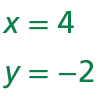 x = 4
y = −2